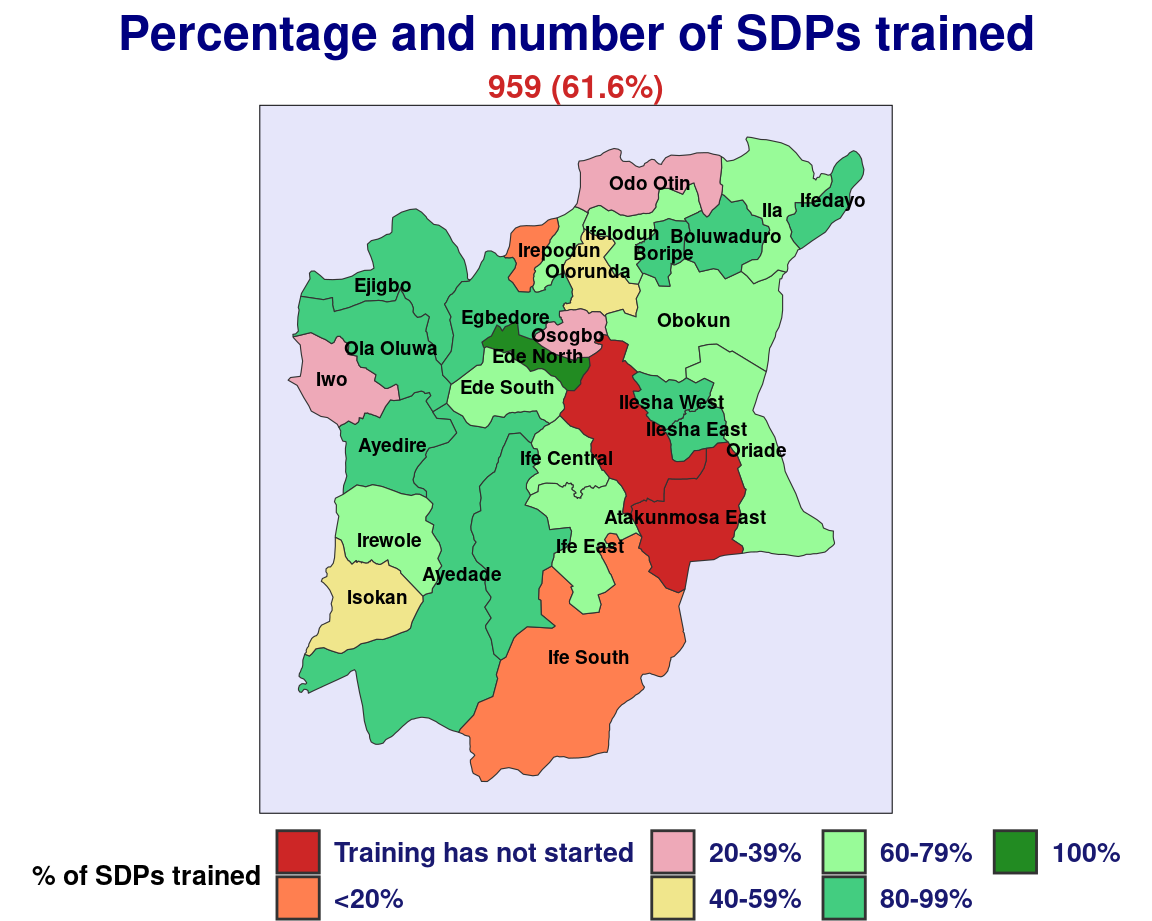 Percentage and number of SDPs trained
959 (61.6%)
Odo Otin
Ila
Ifedayo
Ifelodun
Boluwaduro
Irepodun
Boripe
Olorunda
Ejigbo
Egbedore
Obokun
Osogbo
Ola Oluwa
Ede North
Iwo
Ede South
Ilesha West
Ilesha East
Ayedire
Oriade
Ife Central
Atakunmosa East
Irewole
Ife East
Ayedade
Isokan
Ife South
% of SDPs trained
Training has not started
<20%
20-39%
40-59%
60-79%
80-99%
100%